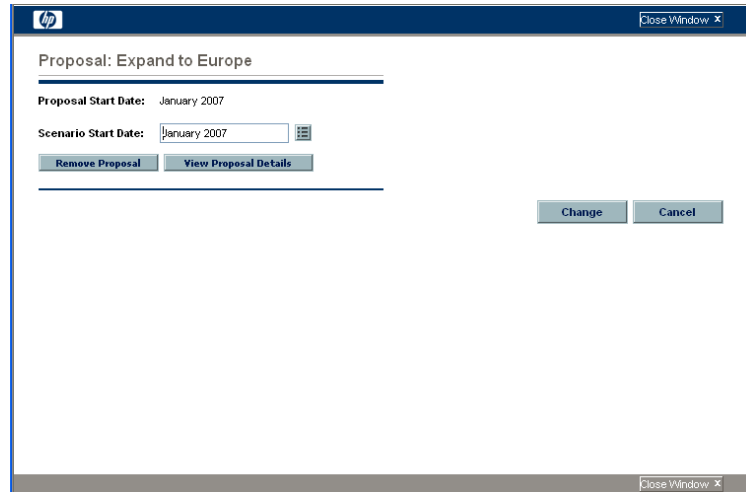 hp
Close Window x
Proposal: Expand to Europe
Proposal Start Date: January 2007
Scenario Start Date: January 2007
Remove Proposal View Proposal Details
Change Cancel
Close Window x